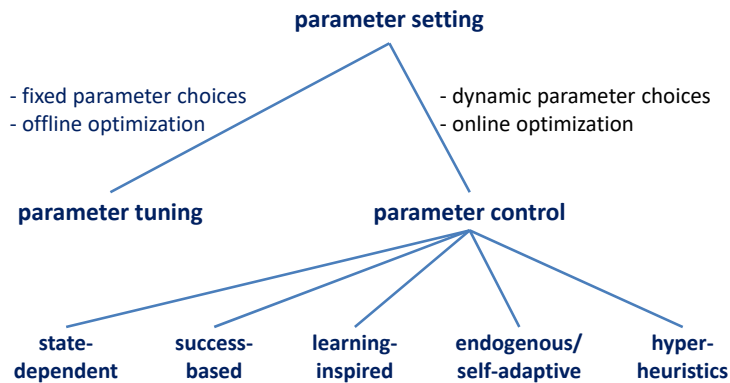 parameter setting
- fixed parameter choices
- offline optimization
- dynamic parameter choices
- online optimization
parameter tuning
parameter control
state-
dependent
success-
based
learning-
inspired
endogenous/
self-adaptive
hyper-
heuristics